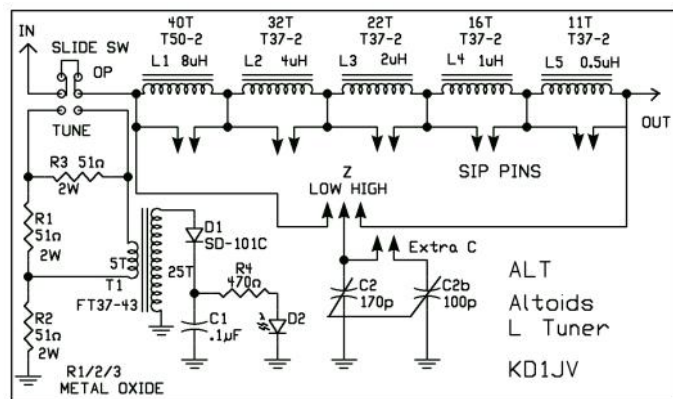 40T 32T 22T 16T 11T
IN T50-2 T37-2 T37-2 T37-2 T37-2
SLIDE SW L1 8uH L2 4uH L3 2uH L4 1uH L5 0.5uH
OP
TUNE
OUT
R3 51Ω
2W
SIP PINS
Z
LOW HIGH
R1
51Ω
2W
D1
SD-101C
5T
T1
25T
FT37-43
R4
470Ω
Extra C
C2
170p
C2b
100p
R2
51Ω
2W
C1
.1µF
D2
R1/2/3
METAL OXIDE
ALT
Altoids
L Tuner
KD1JV